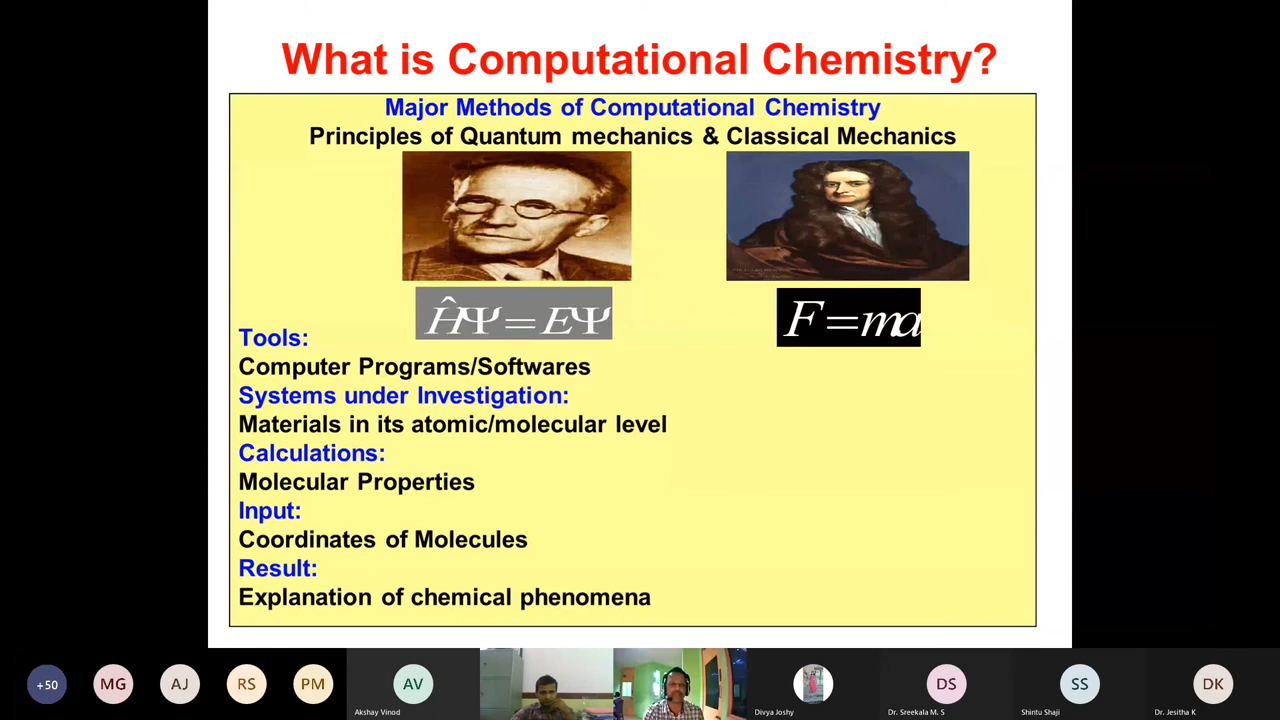 What is Computational Chemistry?
Major Methods of Computational Chemistry
Principles of Quantum mechanics & Classical Mechanics
ĤΨ = EΨ
F = ma
Tools:
Computer Programs/Softwares
Systems under Investigation:
Materials in its atomic/molecular level
Calculations:
Molecular Properties
Input:
Coordinates of Molecules
Result:
Explanation of chemical phenomena
+50
MG
AJ
RS
PM
AV
Akshay Vinod
Divya Joshy
DS
Dr. Sreekala M. S
SS
Shintu Shaji
DK
Dr. Jesitha K